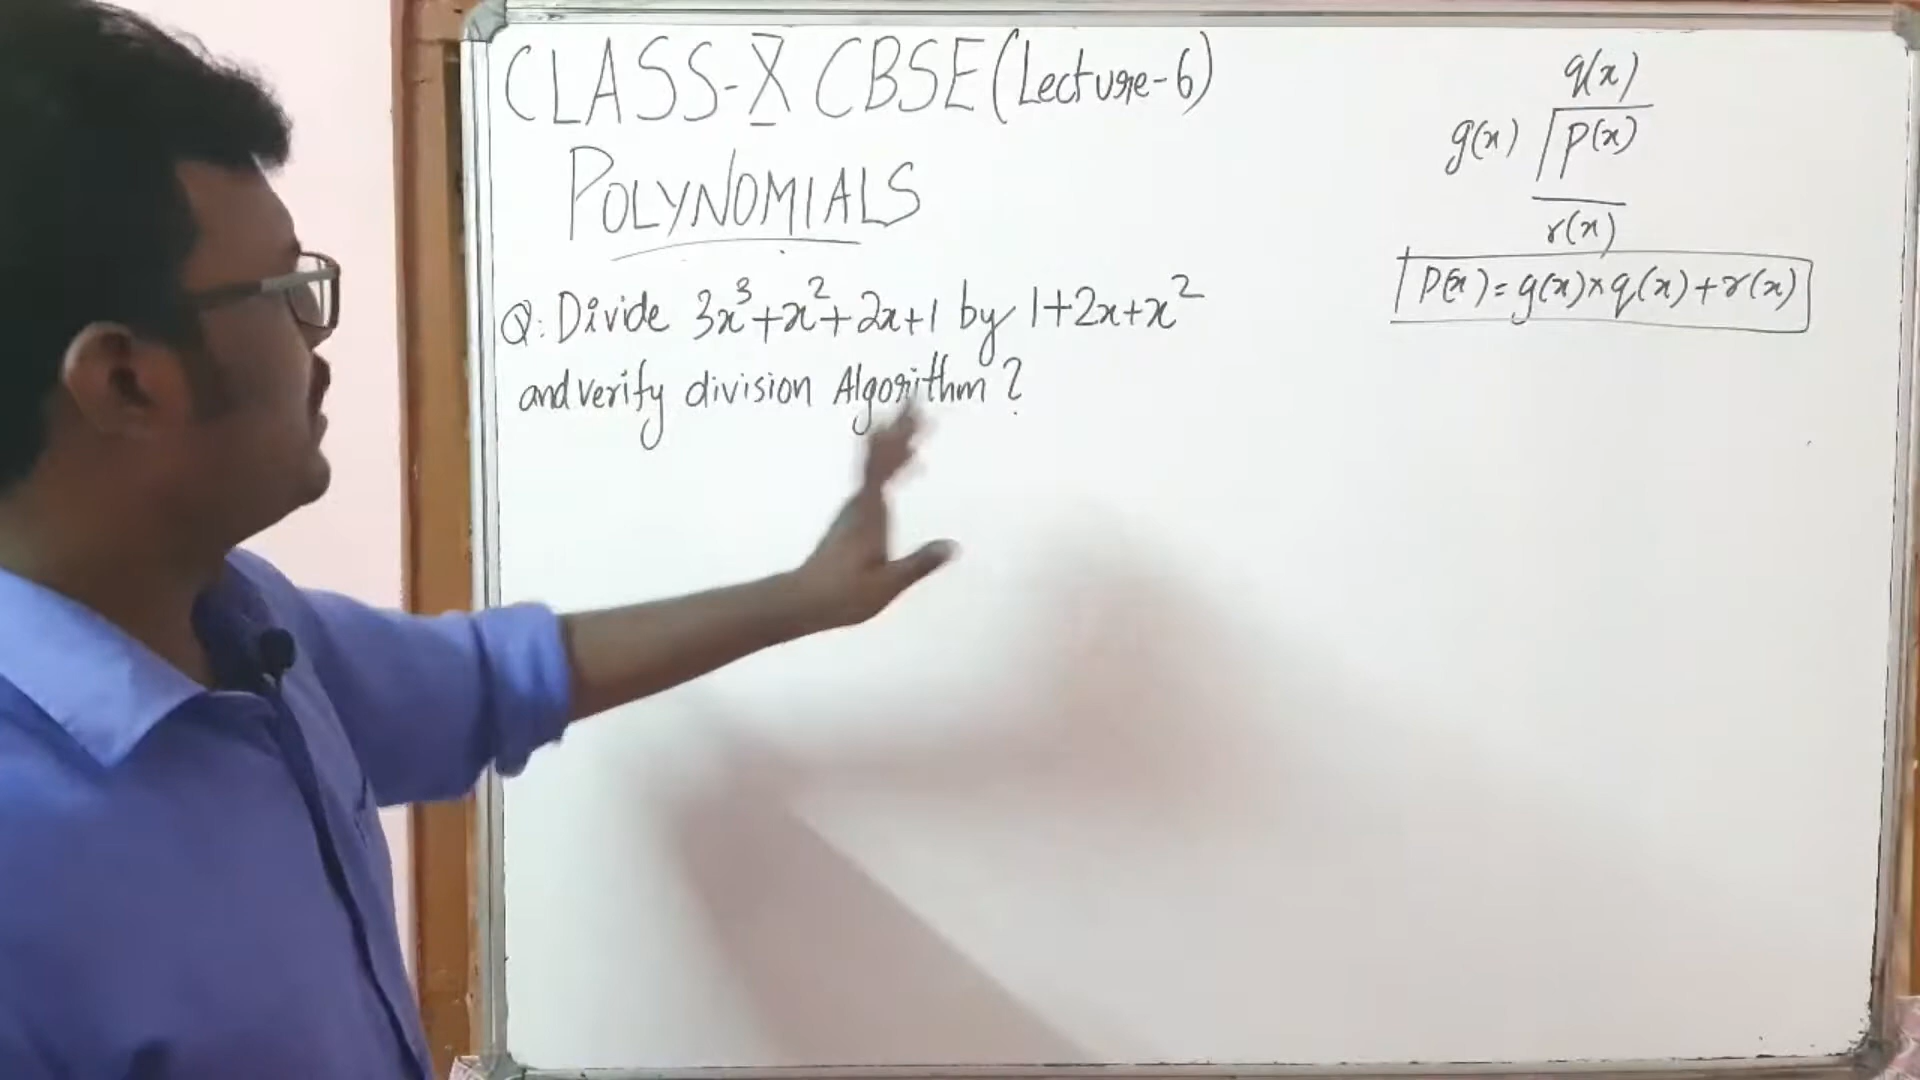 CLASS-X CBSE (Lecture-6)
POLYNOMIALS
Q: Divide 3x³+x²+2x+1 by 1+2x+x²
and verify division Algorithm?
q(x)
g(x) p(x)
r(x)
P(x)=g(x)×q(x)+r(x)